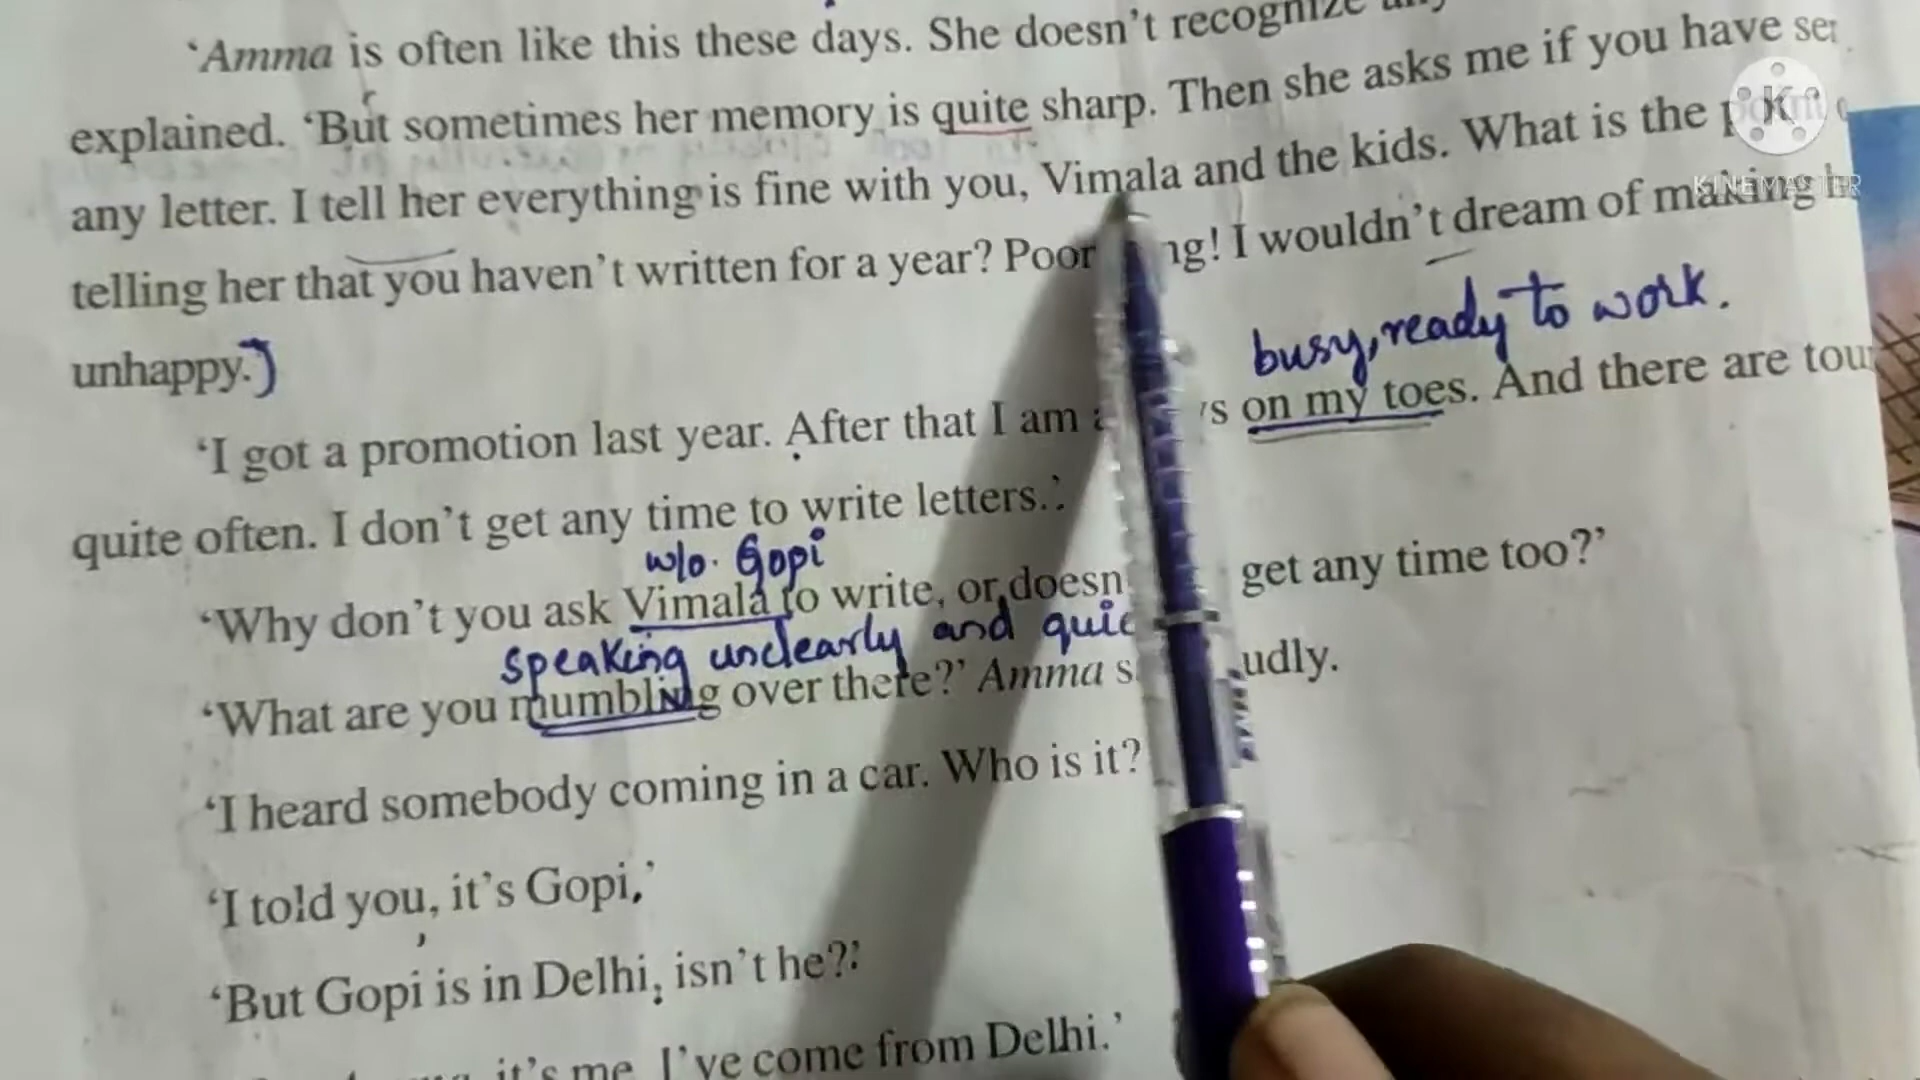 ‘Amma is often like this these days. She doesn’t recognize
explained. ‘But sometimes her memory is quite sharp. Then she asks me if you have
any letter. I tell her everything is fine with you, Vimala and the kids. What is the
telling her that you haven’t written for a year? Poor I wouldn’t dream of making
unhappy.)
busy, ready to work.
‘I got a promotion last year. After that I am on my toes. And there are
quite often. I don’t get any time to write letters.’
w/o. Gopi
‘Why don’t you ask Vimala to write, or get any time too?’
speaking unclearly and
‘What are you mumbling over there?’ Amma
‘I heard somebody coming in a car. Who is it?
‘I told you, it’s Gopi,’
‘But Gopi is in Delhi, isn’t he?’
it’s me. I’ve come from Delhi.’
K
KINEMASTER